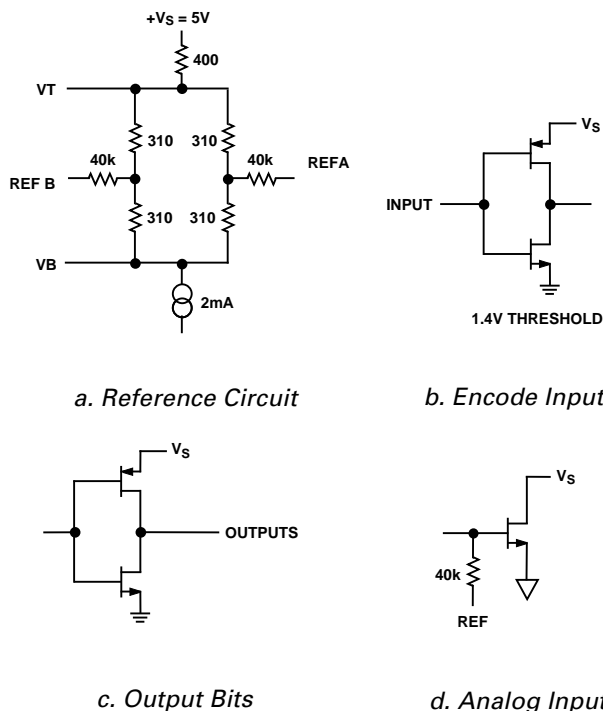 +VS = 5V
400
VT
310 310
40k 40k
REF B REFA
310 310
VB
2mA
a. Reference Circuit
VS
INPUT
1.4V THRESHOLD
b. Encode Input
VS
OUTPUTS
c. Output Bits
VS
40k
REF
d. Analog Input